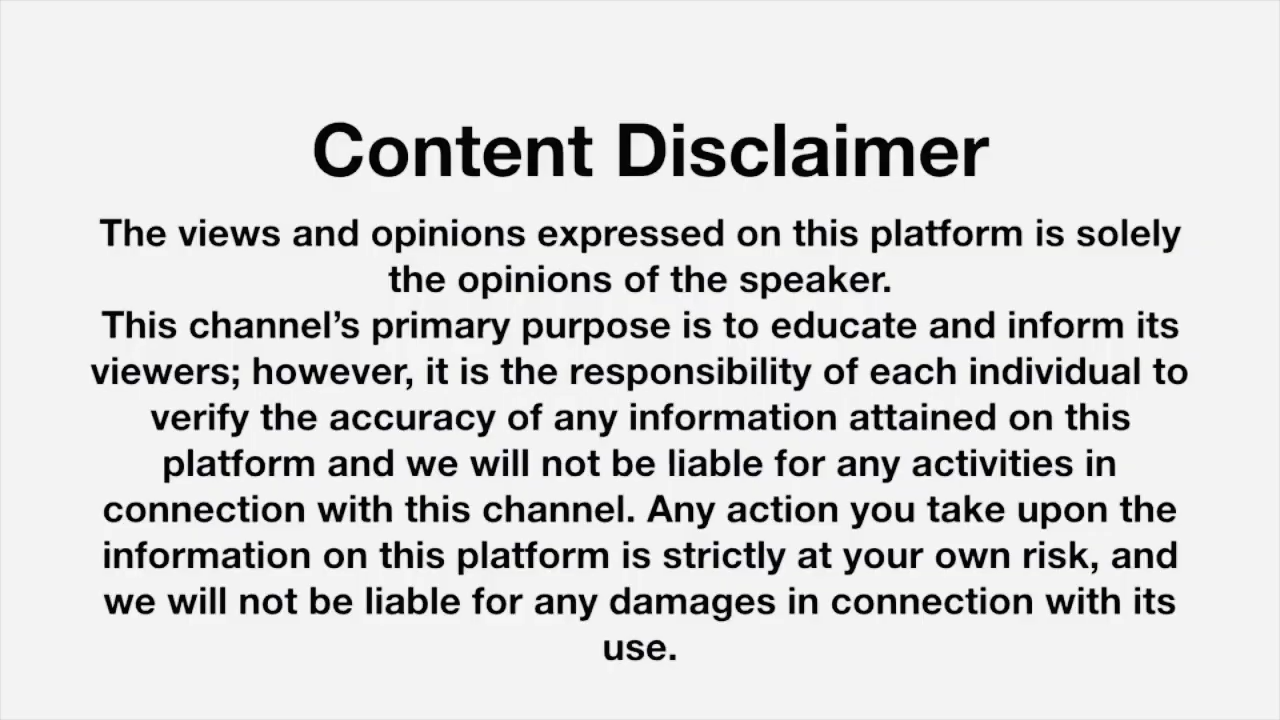 Content Disclaimer
The views and opinions expressed on this platform is solely
the opinions of the speaker.
This channel’s primary purpose is to educate and inform its
viewers; however, it is the responsibility of each individual to
verify the accuracy of any information attained on this
platform and we will not be liable for any activities in
connection with this channel. Any action you take upon the
information on this platform is strictly at your own risk, and
we will not be liable for any damages in connection with its
use.